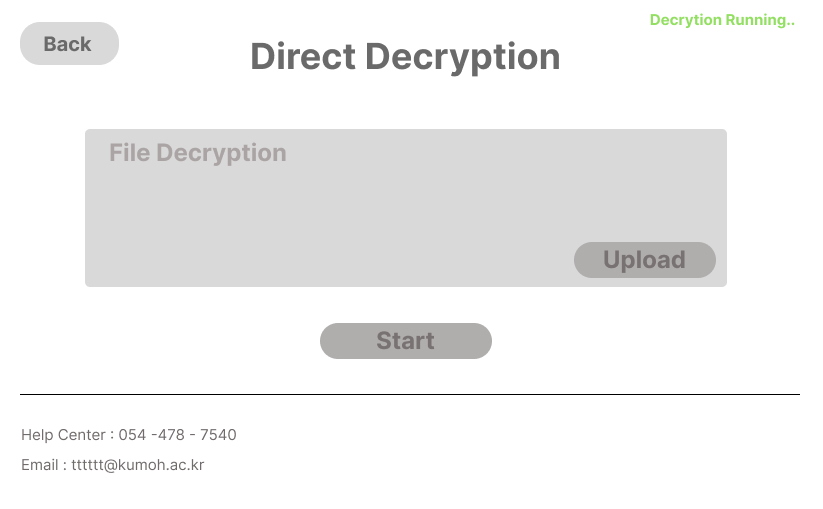 Decrytion Running..
Back
Direct Decryption
File Decryption
Upload
Start
Help Center : 054 -478 - 7540
Email : tttttt@kumoh.ac.kr